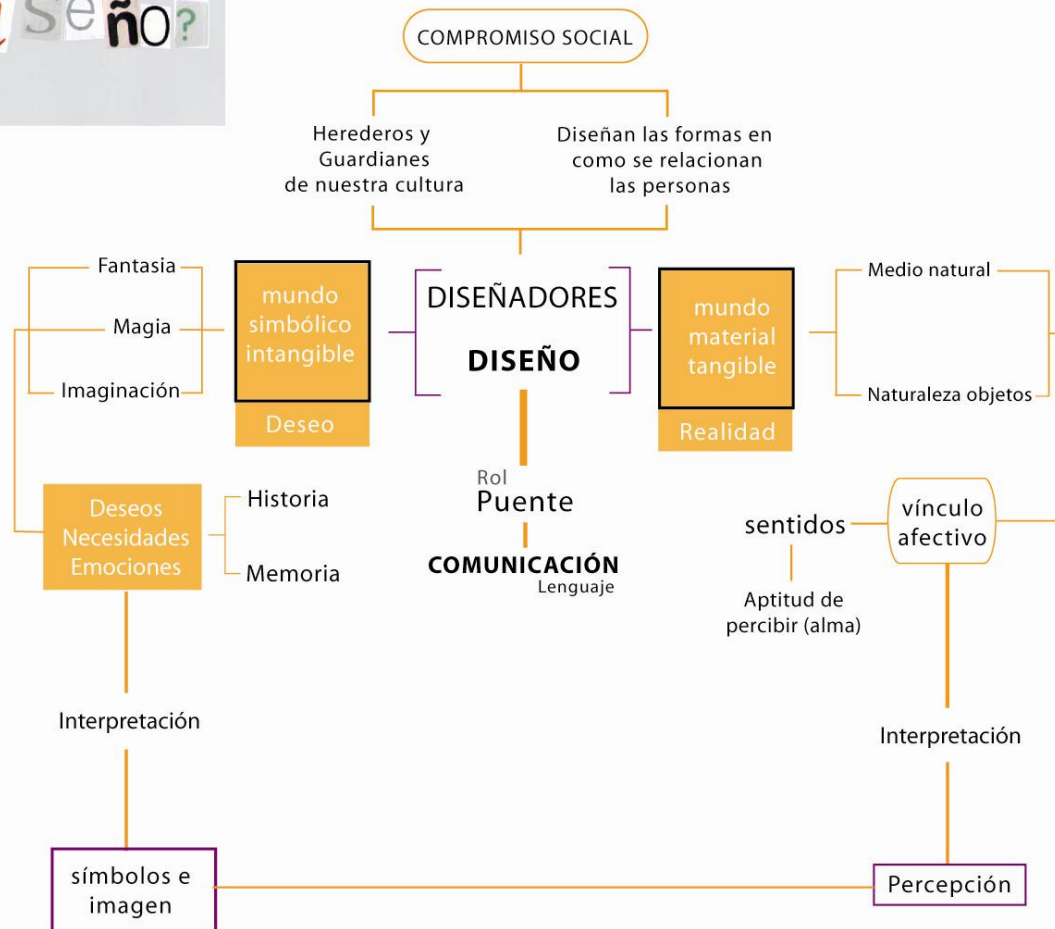 seño?
COMPROMISO SOCIAL
Herederos y
Guardianes
de nuestra cultura
Diseñan las formas en
como se relacionan
las personas
Fantasia
Magia
Imaginación
mundo
simbólico
intangible
Deseo
DISEÑADORES
DISEÑO
mundo
material
tangible
Realidad
Medio natural
Naturaleza objetos
Deseos
Necesidades
Emociones
Historia
Memoria
Rol
Puente
COMUNICACIÓN
Lenguaje
sentidos
vínculo
afectivo
Aptitud de
percibir (alma)
Interpretación
Interpretación
símbolos e
imagen
Percepción